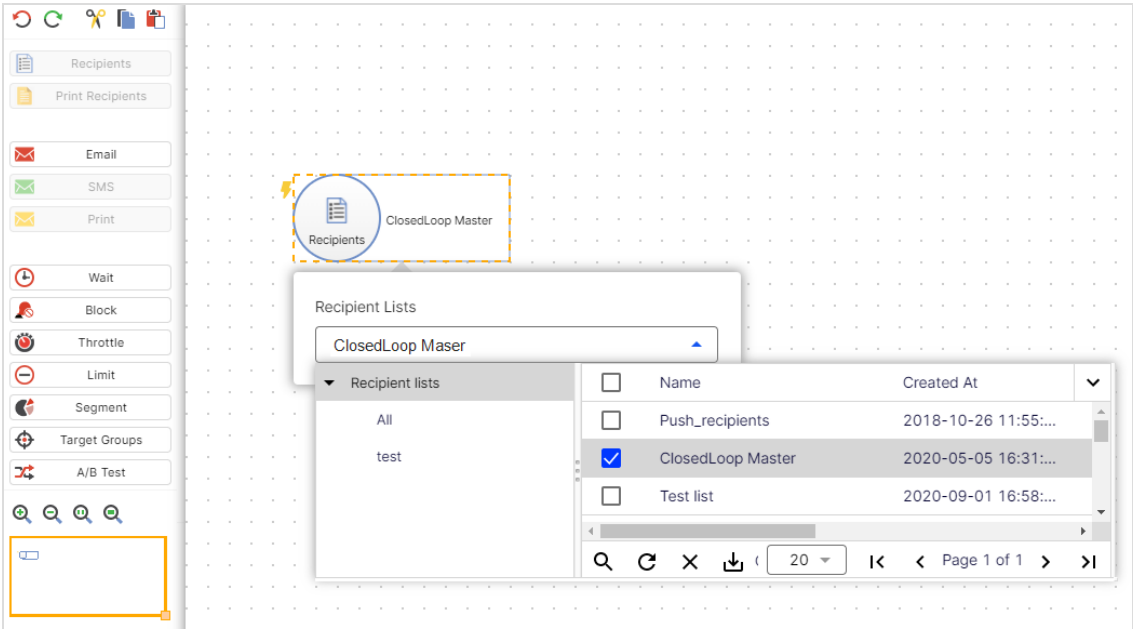 Recipients
Print Recipients
Email
SMS
Print
Wait
Block
Throttle
Limit
Segment
Target Groups
A/B Test
Recipients
ClosedLoop Master
Recipient Lists
ClosedLoop Maser
Recipient lists
All
test
Name Created At
Push_recipients 2018-10-26 11:55:...
ClosedLoop Master 2020-05-05 16:31:...
Test list 2020-09-01 16:58:...
20 Page 1 of 1